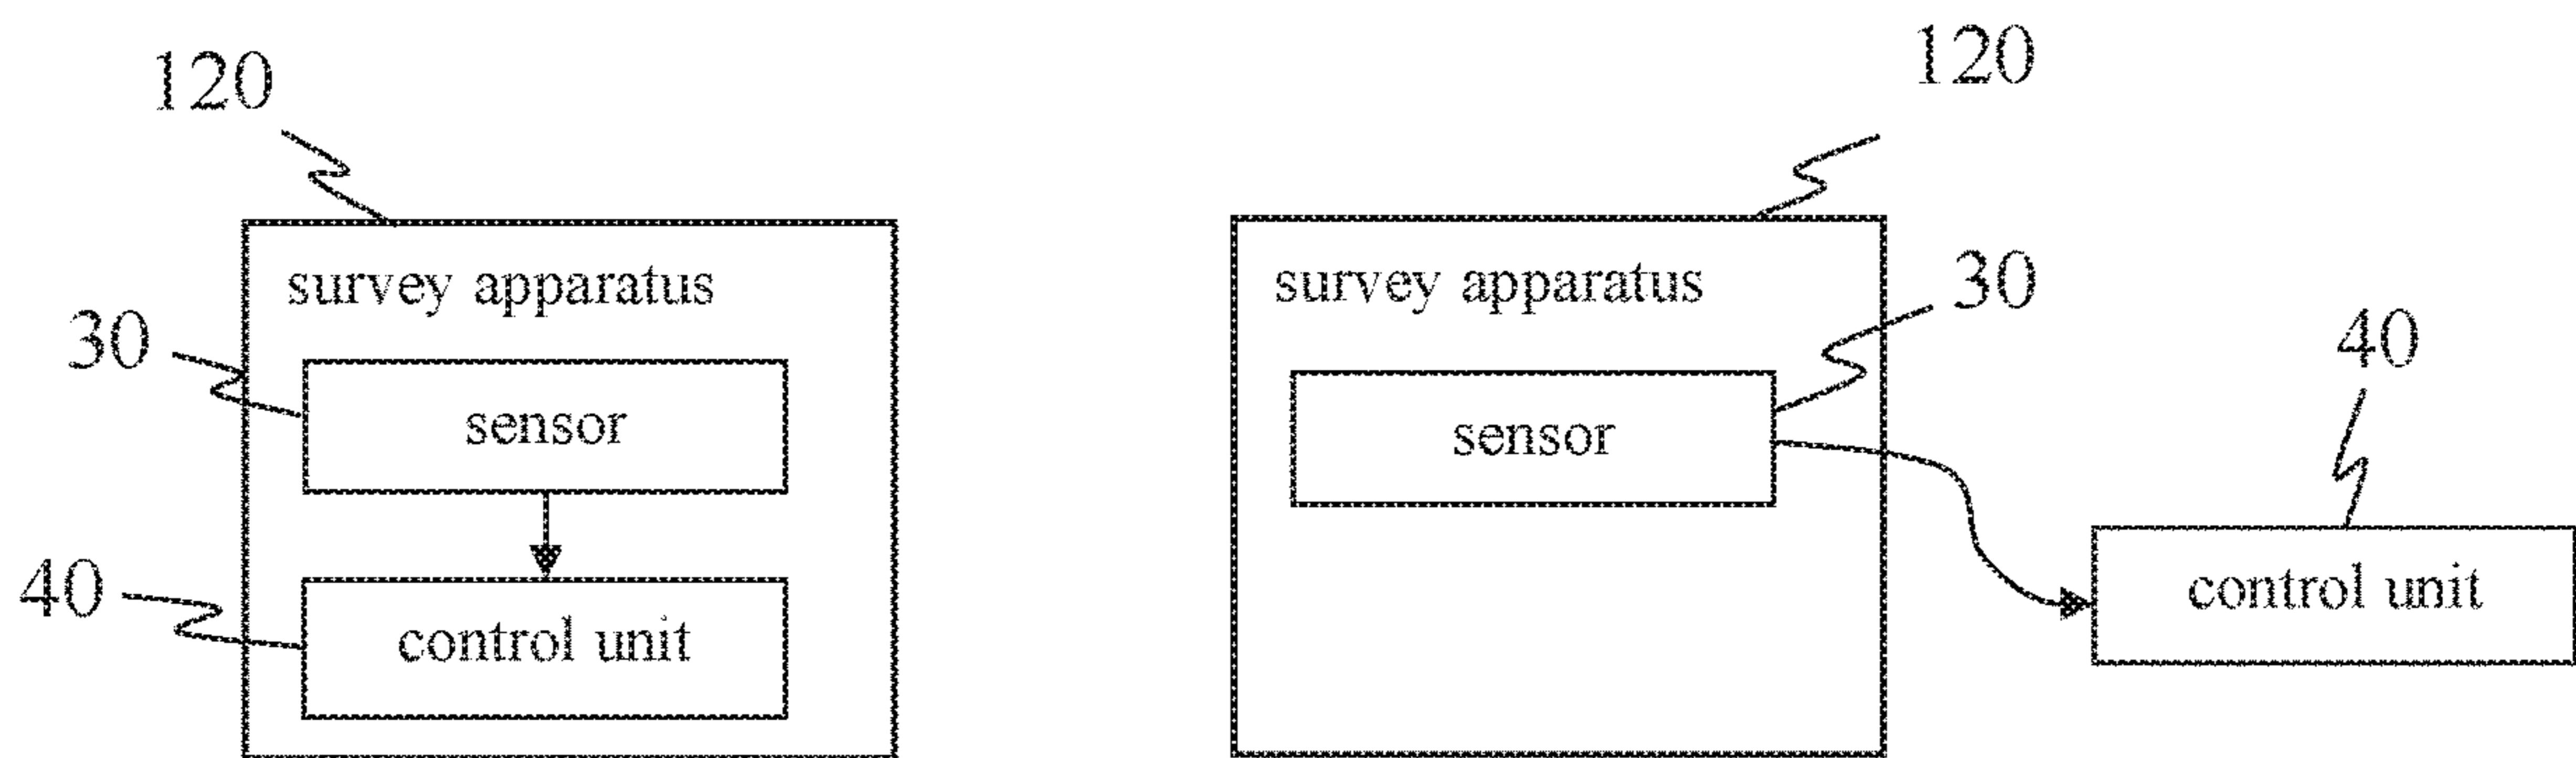 120
survey apparatus
30
sensor
40
control unit
120
survey apparatus
30
sensor
40
control unit